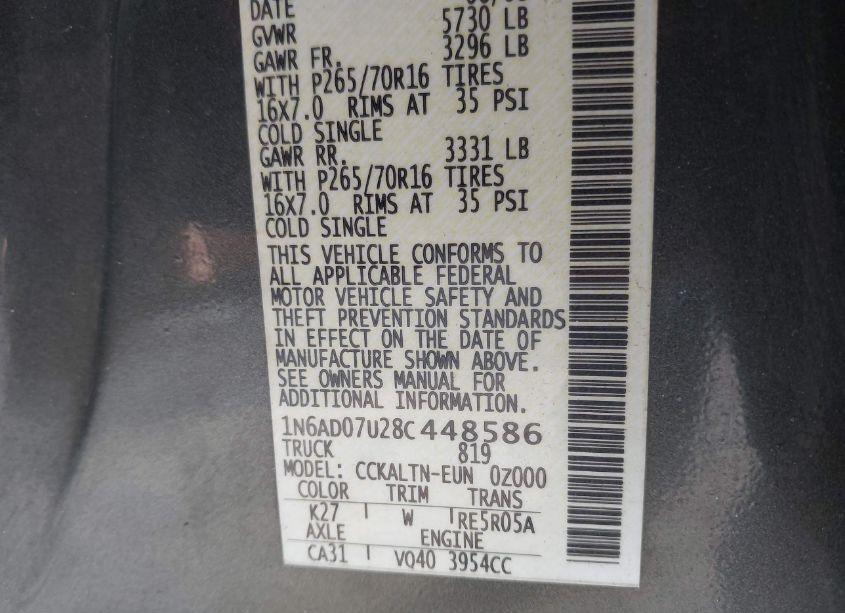 DATE
GVWR 5730 LB
GAWR FR. 3296 LB
WITH P265/70R16 TIRES
16X7.0 RIMS AT 35 PSI
COLD SINGLE
GAWR RR. 3331 LB
WITH P265/70R16 TIRES
16X7.0 RIMS AT 35 PSI
COLD SINGLE
THIS VEHICLE CONFORMS TO
ALL APPLICABLE FEDERAL
MOTOR VEHICLE SAFETY AND
THEFT PREVENTION STANDARDS
IN EFFECT ON THE DATE OF
MANUFACTURE SHOWN ABOVE.
SEE OWNERS MANUAL FOR
ADDITIONAL INFORMATION.
1N6AD07U28C448586
TRUCK 819
MODEL: CCKALTN-EUN 0Z000
COLOR TRIM TRANS
K27 W RE5R05A
AXLE ENGINE
CA31 VQ40 3954CC